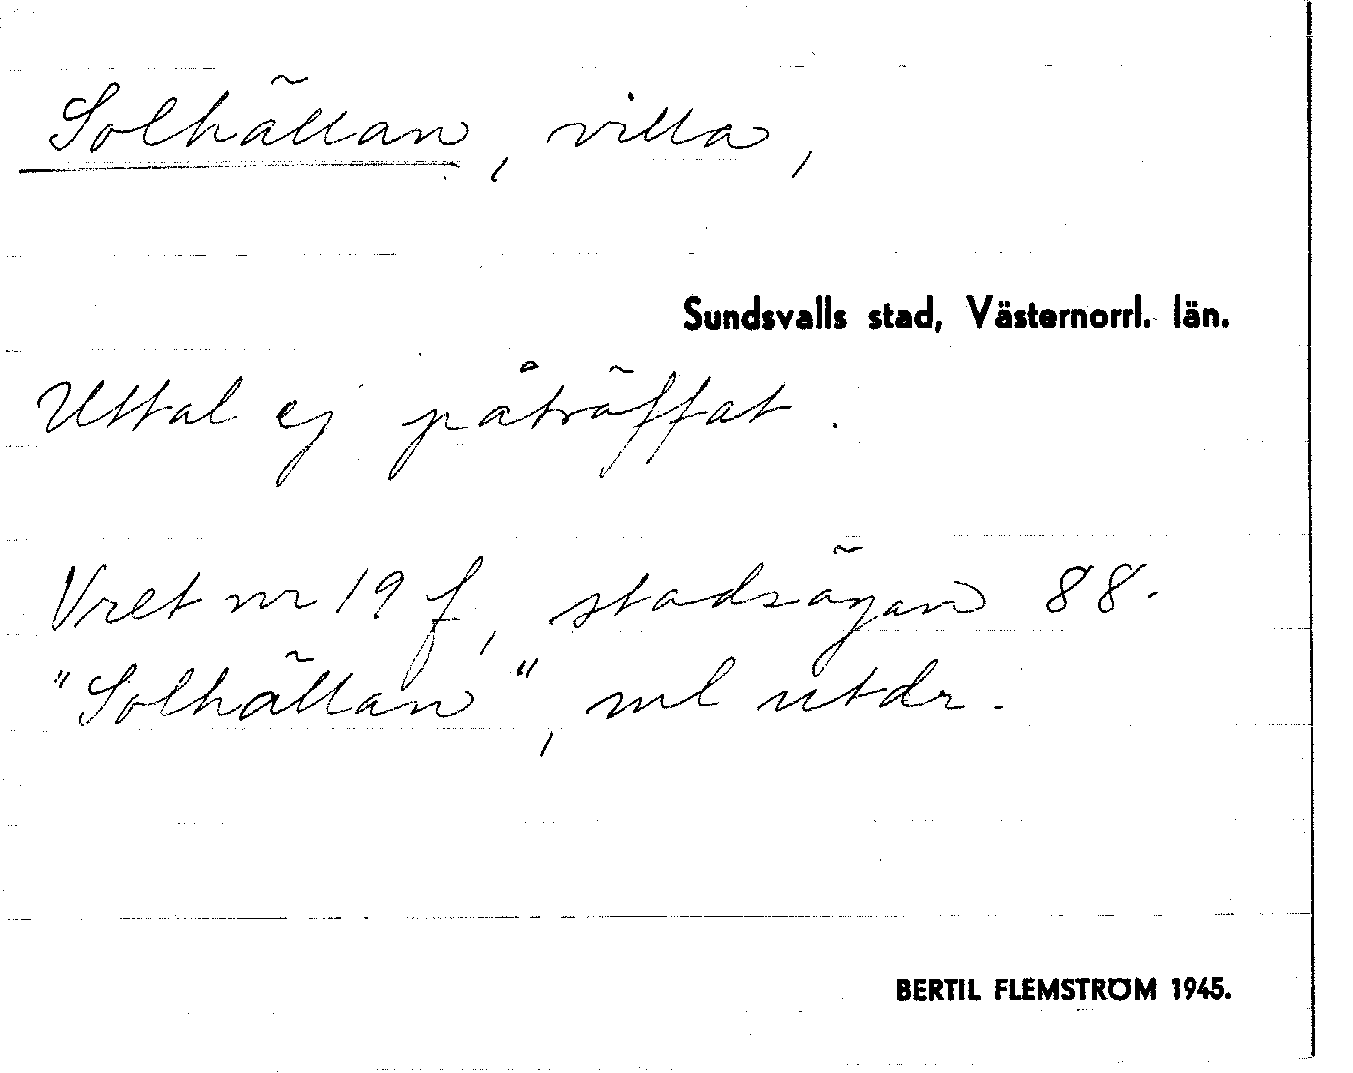 Solhällan, villa,
Sundsvalls stad, Västernorrl. län.
Uttal ej påträffat.
Vret nr 19 f, stadsägan 88.
"Solhällan", ml utdr.
BERTIL FLEMSTRÖM 1945.